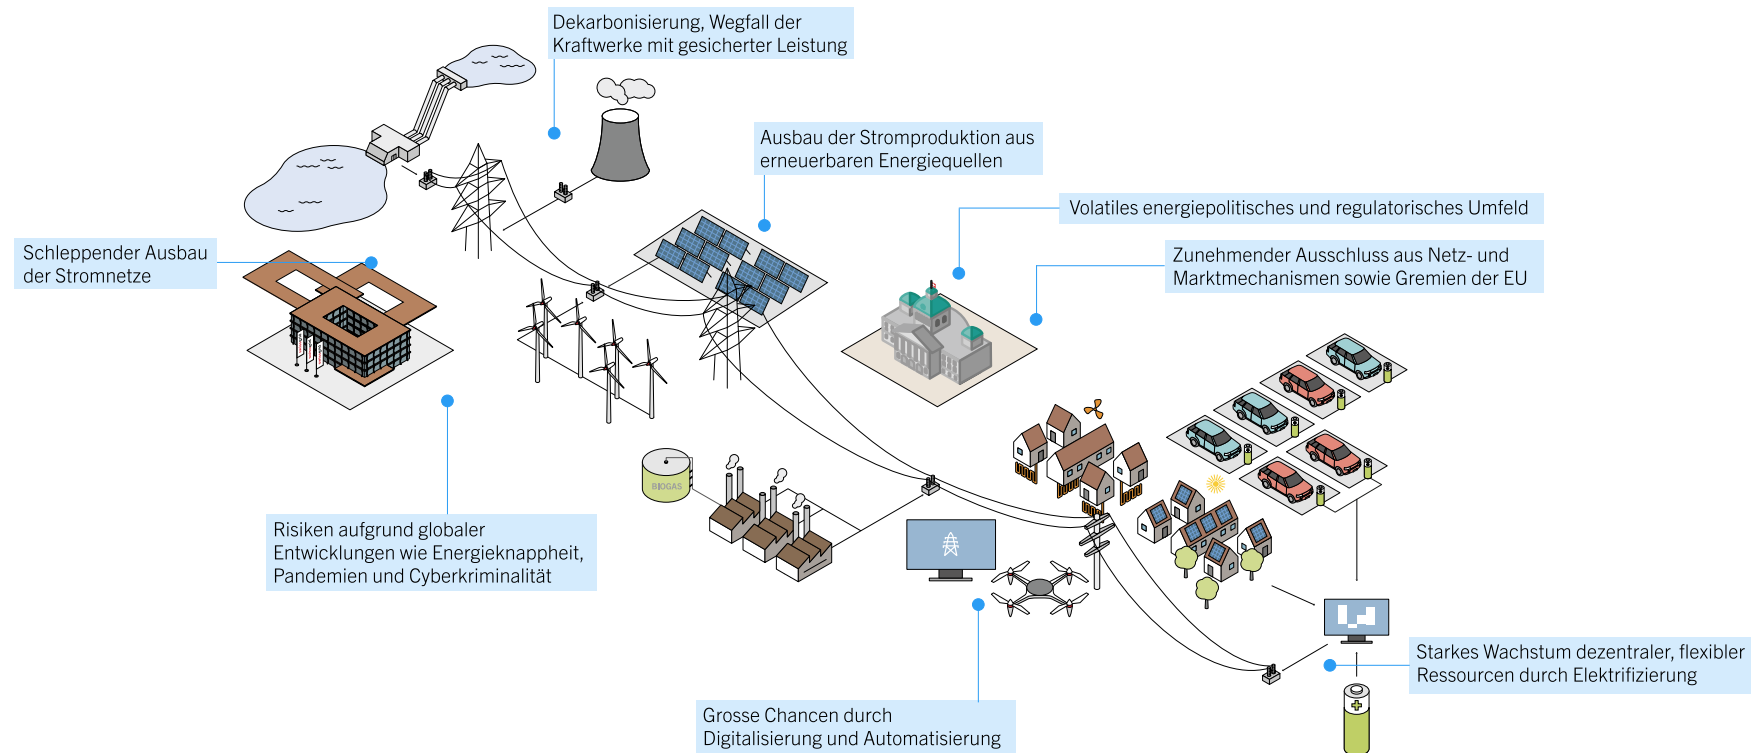 Dekarbonisierung, Wegfall der
Kraftwerke mit gesicherter Leistung
Ausbau der Stromproduktion aus
erneuerbaren Energiequellen
Volatiles energiepolitisches und regulatorisches Umfeld
Schleppender Ausbau
der Stromnetze
Zunehmender Ausschluss aus Netz- und
Marktmechanismen sowie Gremien der EU
BIOGAS
Risiken aufgrund globaler
Entwicklungen wie Energieknappheit,
Pandemien und Cyberkriminalität
Starkes Wachstum dezentraler, flexibler
Ressourcen durch Elektrifizierung
Grosse Chancen durch
Digitalisierung und Automatisierung